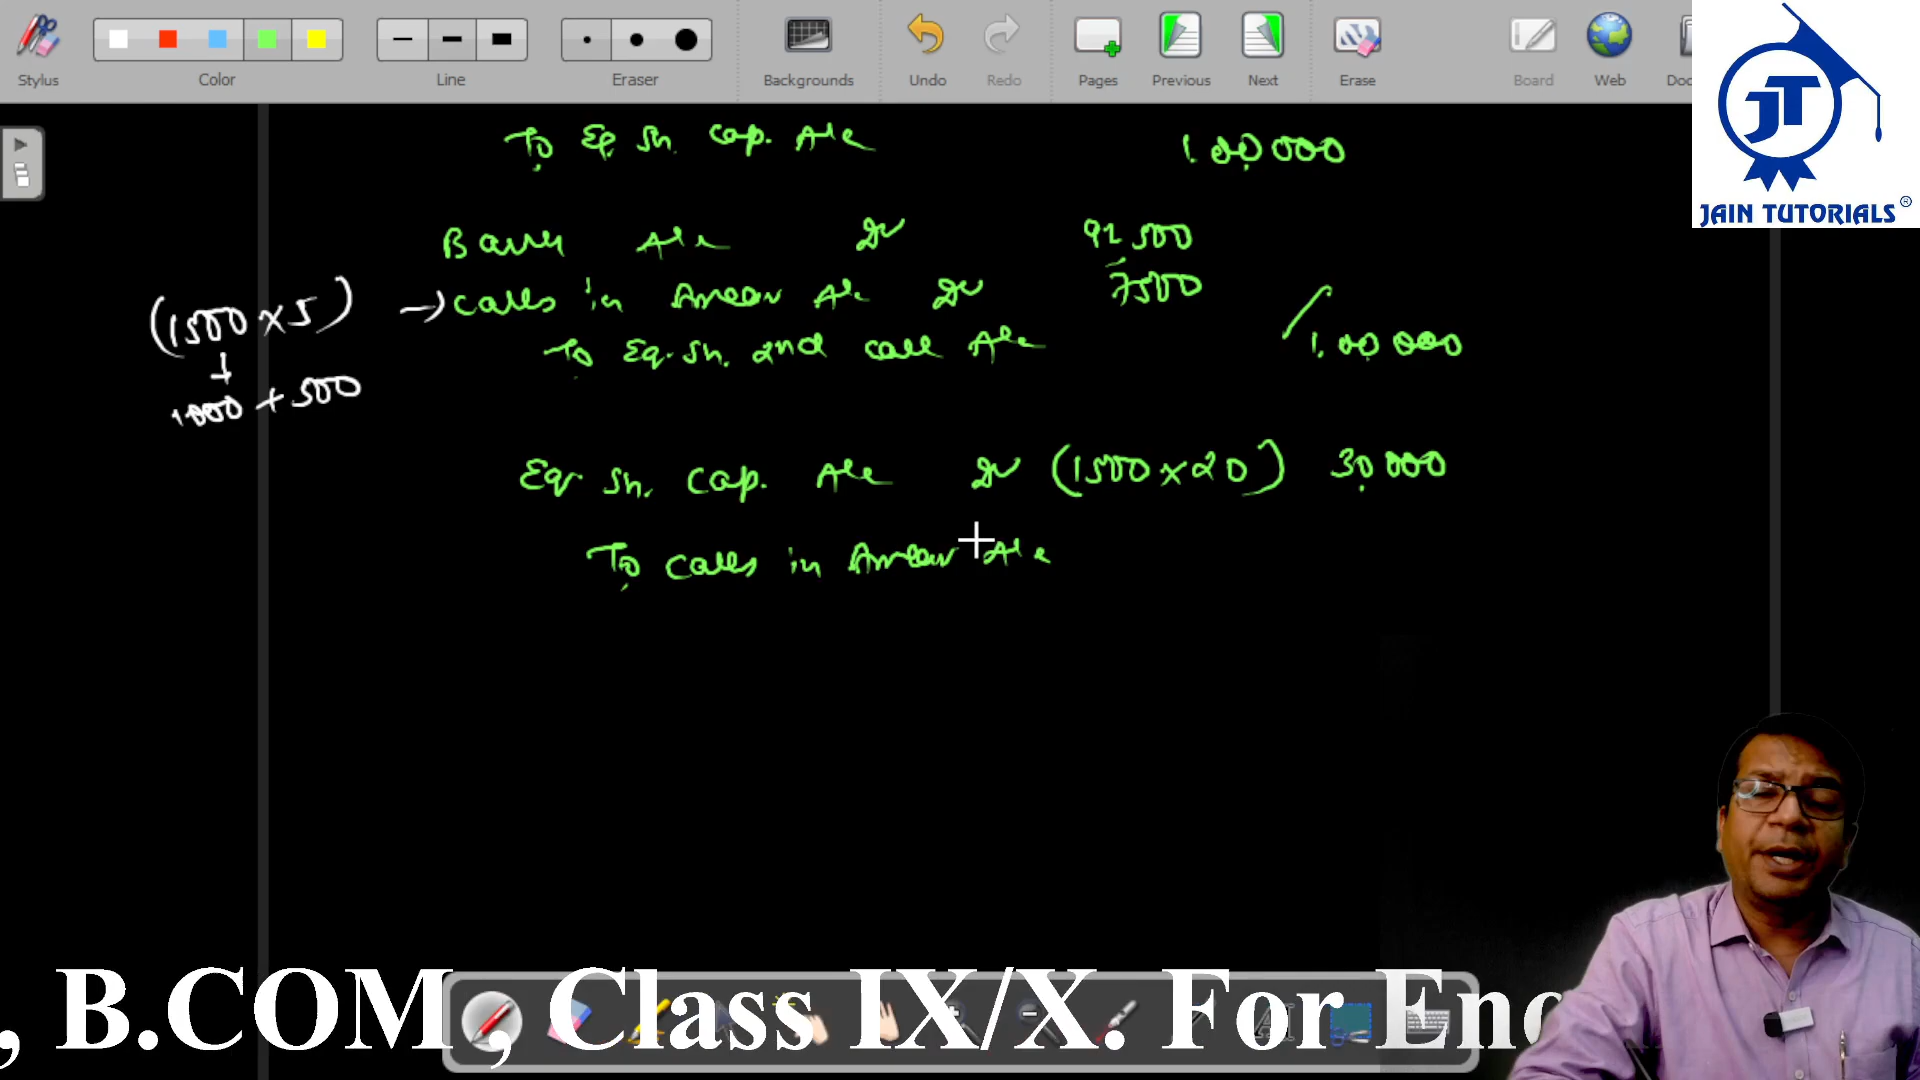 Stylus Color Line Eraser Backgrounds Undo Redo Pages Previous Next Erase Board Web Doc
JT
JAIN TUTORIALS®
To Eq. Sh. Cap. A/c 1,00,000
Bank A/c Dr 92,500
(1500 x 5) → Calls in Arrear A/c Dr 7500
To Eq. Sh. 2nd Call A/c 1,00,000
1000 + 500
Eq. Sh. Cap. A/c Dr (1500 x 20) 30,000
To Calls in Arrear A/c
, B.COM , Class IX/X. For Enq